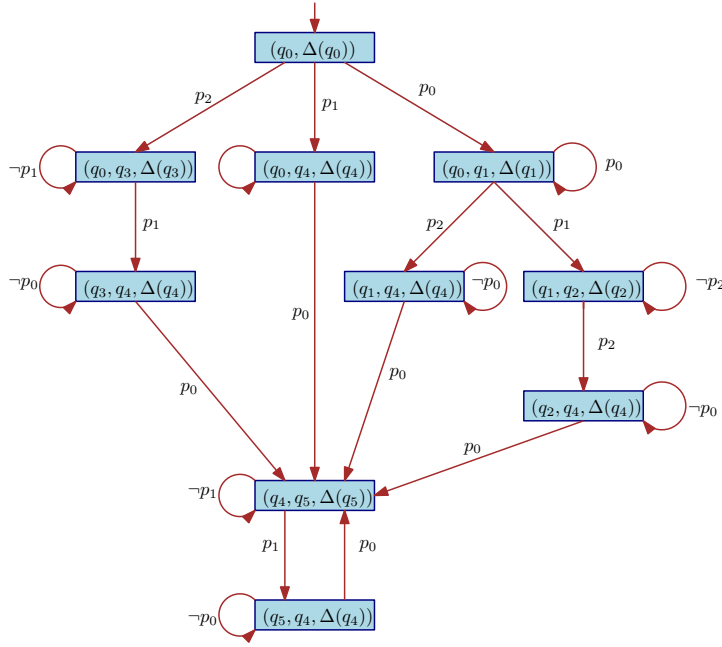 (q₀, Δ(q₀))
p₂
p₁
p₀
¬p₁
(q₀, q₃, Δ(q₃))
(q₀, q₄, Δ(q₄))
(q₀, q₁, Δ(q₁))
p₀
p₁
p₂
p₁
¬p₀
(q₃, q₄, Δ(q₄))
(q₁, q₄, Δ(q₄))
¬p₀
(q₁, q₂, Δ(q₂))
¬p₂
p₀
p₂
p₀
p₀
(q₂, q₄, Δ(q₄))
¬p₀
p₀
¬p₁
(q₄, q₅, Δ(q₅))
p₁
p₀
¬p₀
(q₅, q₄, Δ(q₄))